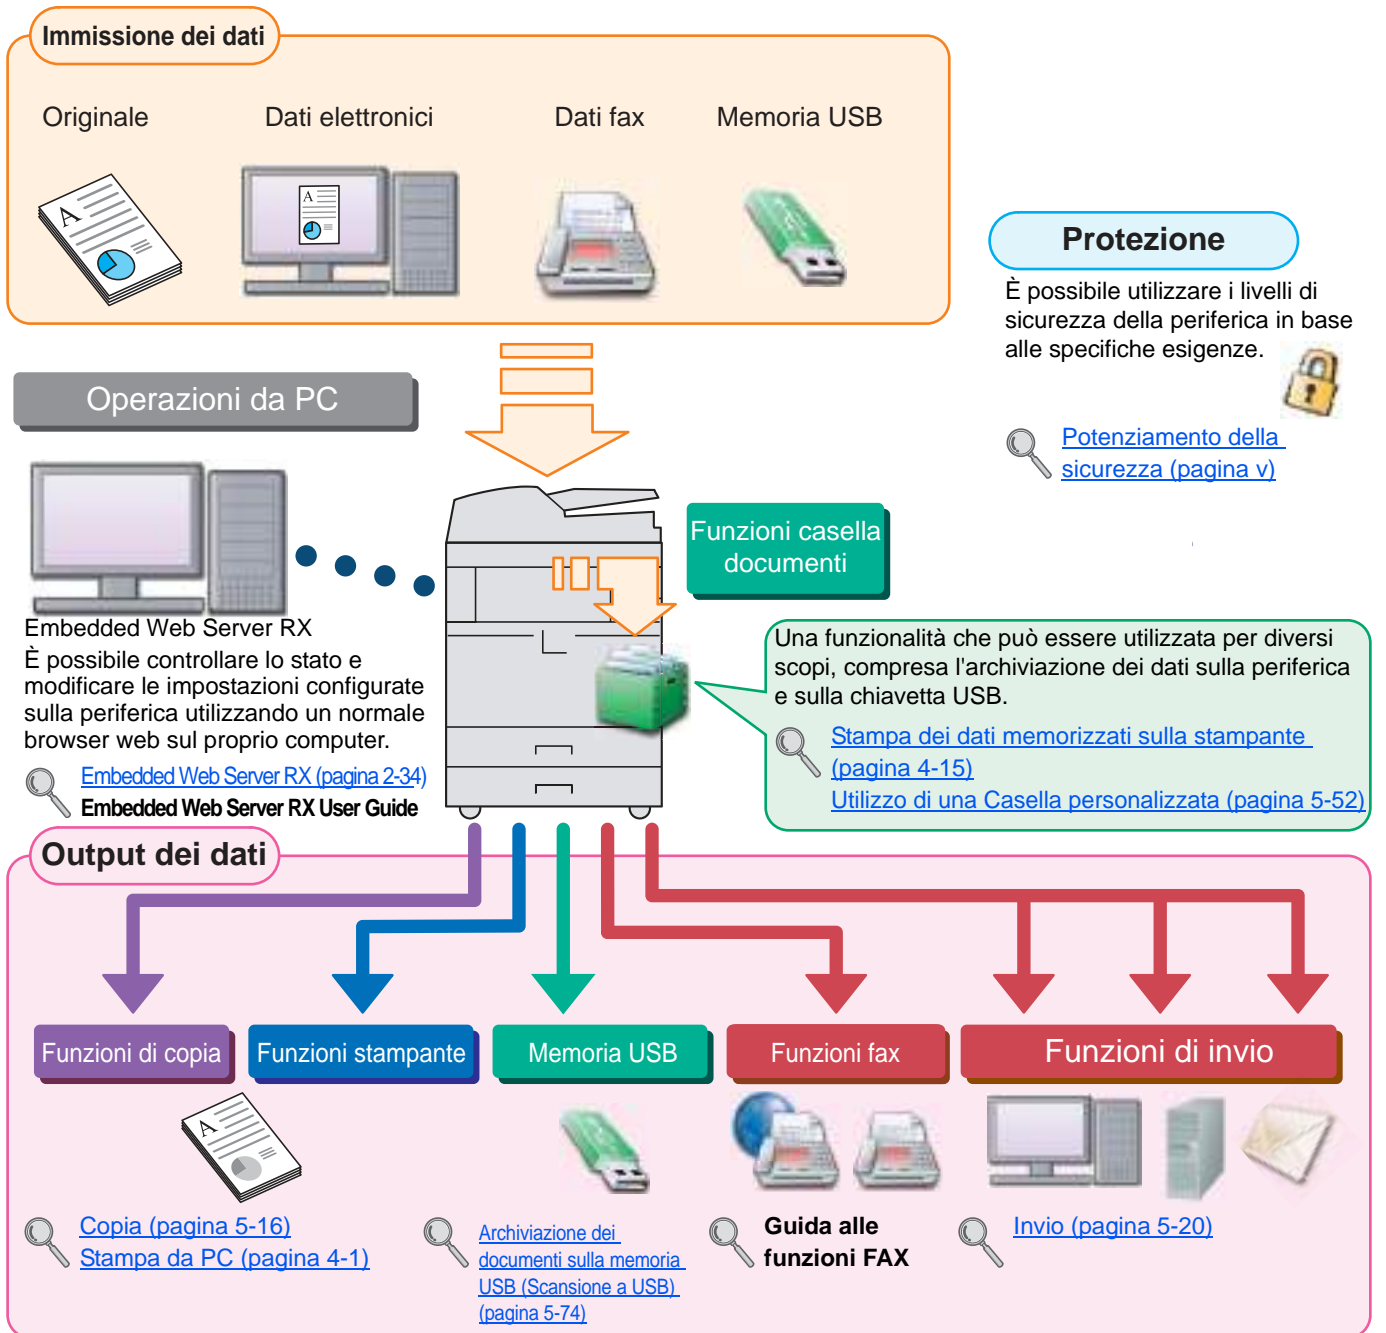 Immissione dei dati
Originale
Dati elettronici
Dati fax
Memoria USB
A
A
Protezione
È possibile utilizzare i livelli di
sicurezza della periferica in base
alle specifiche esigenze.
Potenziamento della
sicurezza (pagina v)
Operazioni da PC
Embedded Web Server RX
È possibile controllare lo stato e
modificare le impostazioni configurate
sulla periferica utilizzando un normale
browser web sul proprio computer.
Embedded Web Server RX (pagina 2-34)
Embedded Web Server RX User Guide
Funzioni casella
documenti
Una funzionalità che può essere utilizzata per diversi
scopi, compresa l'archiviazione dei dati sulla periferica
e sulla chiavetta USB.
Stampa dei dati memorizzati sulla stampante
(pagina 4-15)
Utilizzo di una Casella personalizzata (pagina 5-52)
Output dei dati
Funzioni di copia
Funzioni stampante
Memoria USB
Funzioni fax
Funzioni di invio
A
Copia (pagina 5-16)
Stampa da PC (pagina 4-1)
Archiviazione dei
documenti sulla memoria
USB (Scansione a USB)
(pagina 5-74)
Guida alle
funzioni FAX
Invio (pagina 5-20)